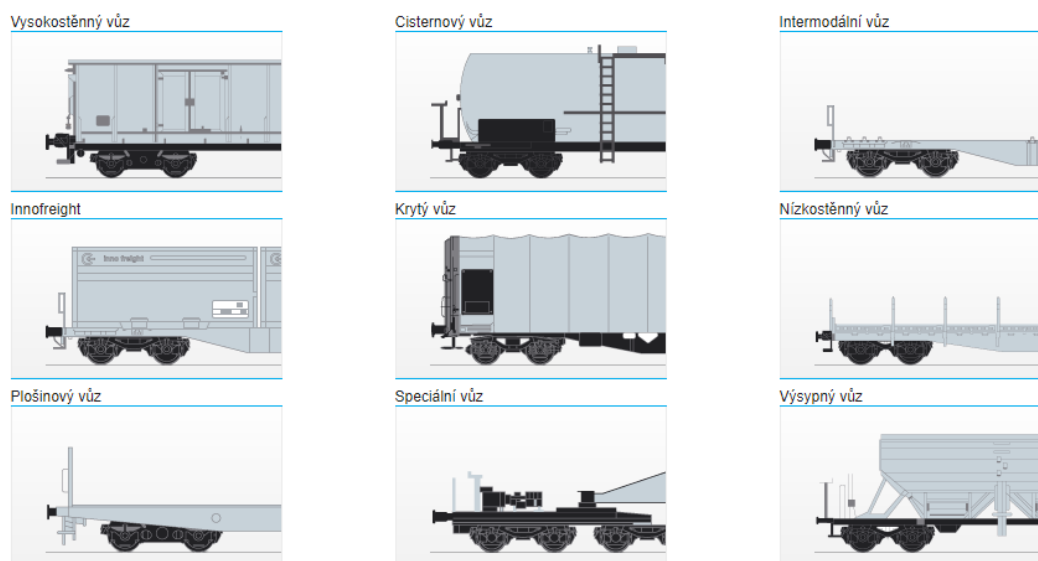 Vysokostěnný vůz
Cisternový vůz
Intermodální vůz
Innofreight
inno freight
Krytý vůz
Nízkostěnný vůz
Plošinový vůz
Speciální vůz
Výsypný vůz